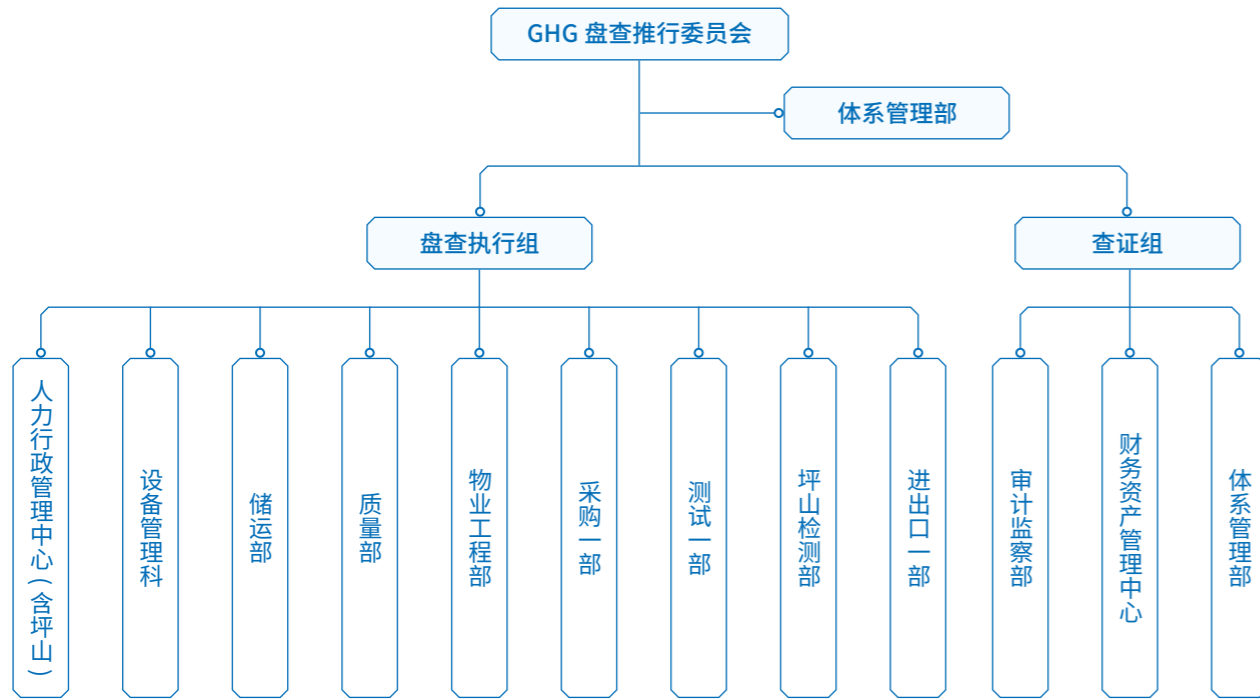 GHG 盘查推行委员会
体系管理部
盘查执行组
查证组
人力行政管理中心(含坪山)
设备管理科
储运部
质量部
物业工程部
采购一部
测试一部
坪山检测部
进出口一部
审计监察部
财务资产管理中心
体系管理部